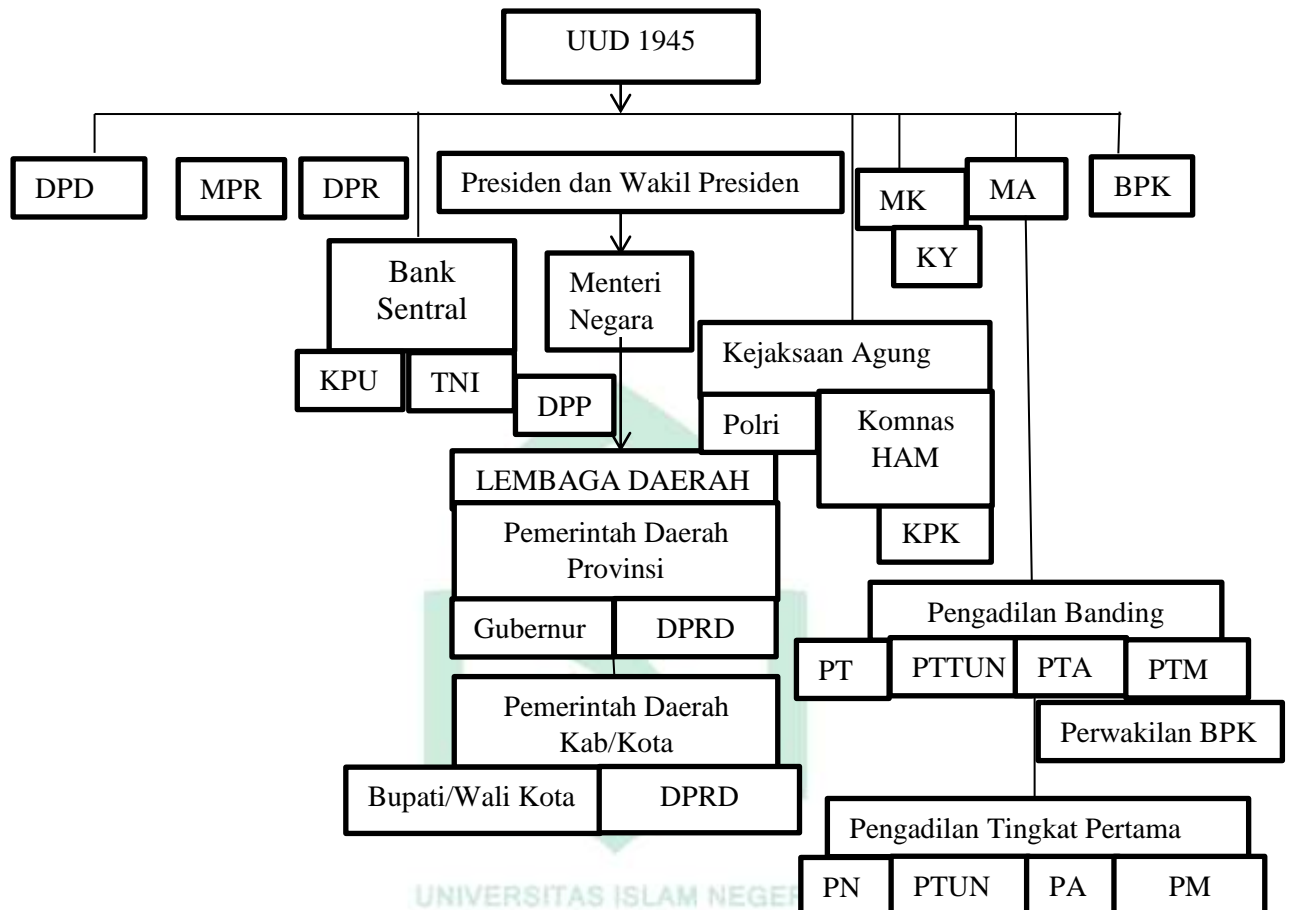 UUD 1945
DPD
MPR
DPR
Presiden dan Wakil Presiden
MK
MA
BPK
KY
Bank
Sentral
Menteri
Negara
Kejaksaan Agung
KPU
TNI
DPP
Polri
Komnas
HAM
LEMBAGA DAERAH
KPK
Pemerintah Daerah
Provinsi
Gubernur
DPRD
Pengadilan Banding
PT
PTTUN
PTA
PTM
Pemerintah Daerah
Kab/Kota
Perwakilan BPK
Bupati/Wali Kota
DPRD
Pengadilan Tingkat Pertama
PN
PTUN
PA
PM
UNIVERSITAS ISLAM